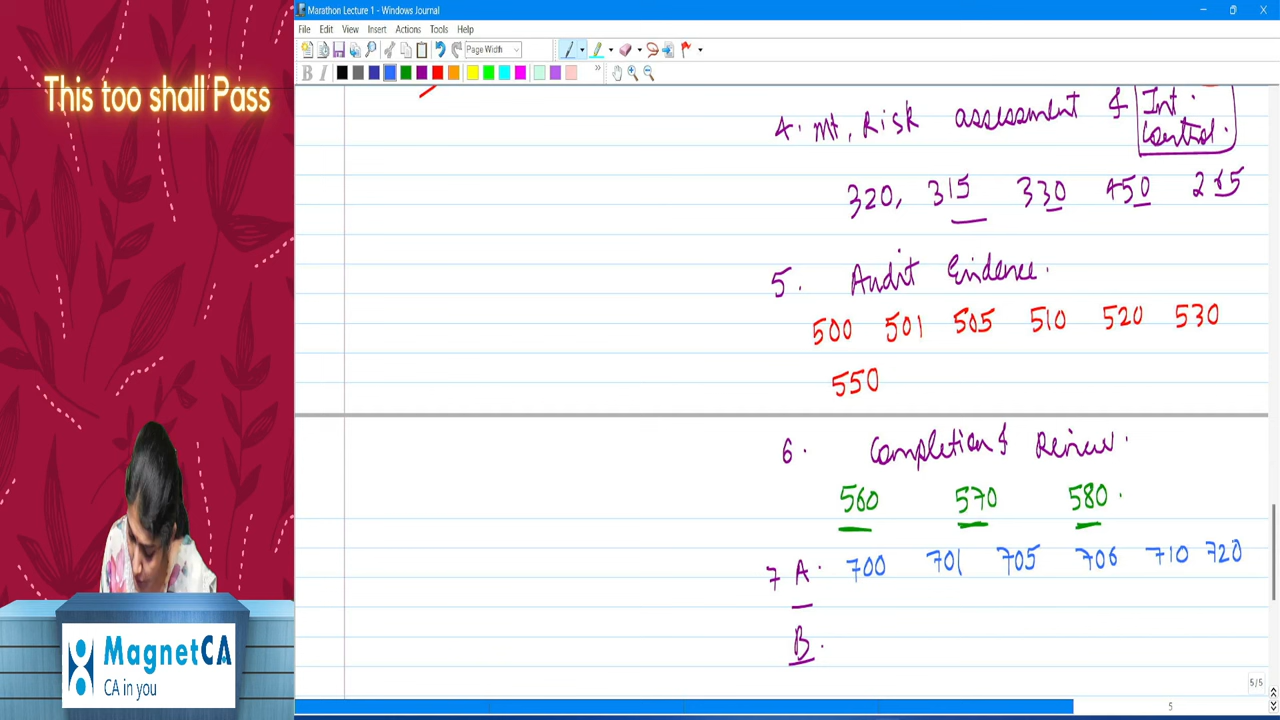 Marathon Lecture 1 - Windows Journal
File Edit View Insert Actions Tools Help
Page Width
B I
This too shall Pass
4. Mt, Risk assessment & Int. Control.
320, 315 330 450 265
5. Audit Evidence.
500 501 505 510 520 530
550
6. Completion & Review.
560 570 580.
7 A. 700 701 705 706 710 720
B.
MagnetCA
CA in you
5/5
5